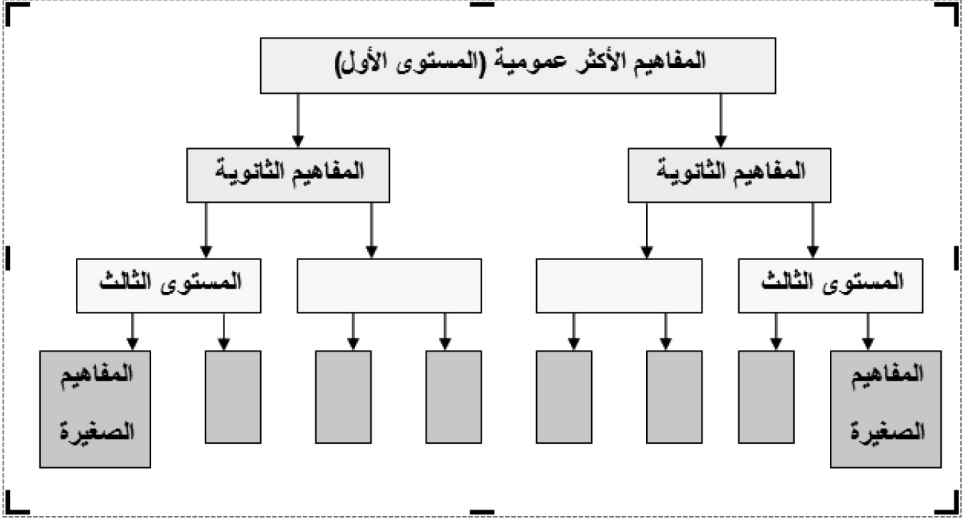 المفاهيم الأكثر عمومية (المستوى الأول)
المفاهيم الثانوية
المفاهيم الثانوية
المستوى الثالث
المستوى الثالث
المفاهيم
الصغيرة
المفاهيم
الصغيرة